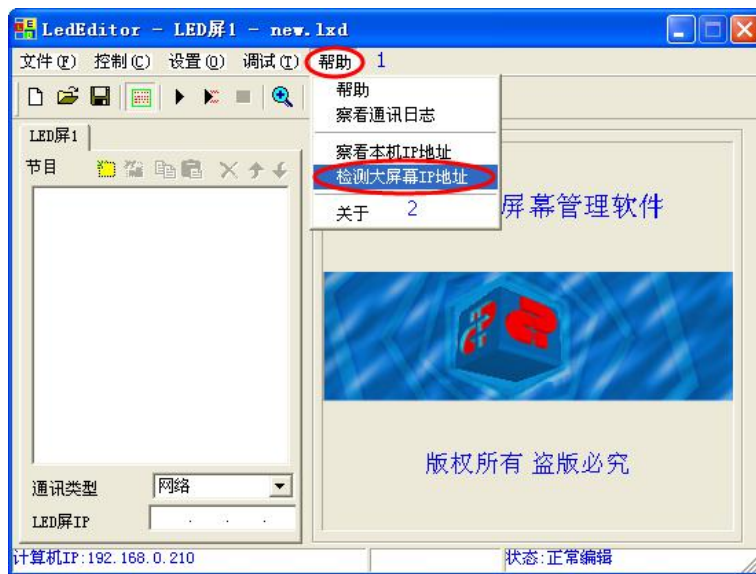 LedEditor - LED屏1 - new.lxd
文件(F) 控制(C) 设置(O) 调试(T) 帮助 1
帮助
察看通讯日志
察看本机IP地址
检测大屏幕IP地址
关于 2
屏幕管理软件
LED屏1
节目
版权所有 盗版必究
通讯类型 网络
LED屏IP . . .
计算机IP:192.168.0.210 状态:正常编辑